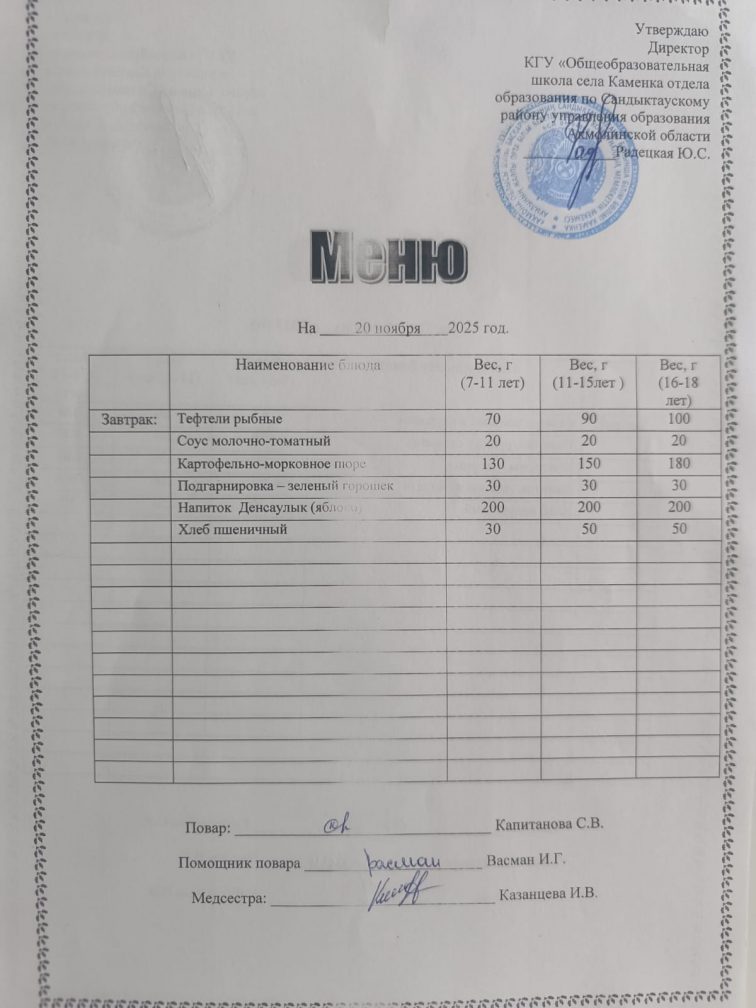 Утверждаю
Директор
КГУ «Общеобразовательная
школа села Каменка отдела
образования по Сандыктаускому
району управления образования
Акмолинской области
Радецкая Ю.С.
Меню
На ____ 20 ноября ____2025 год.
Наименование блюда Вес, г (7-11 лет) Вес, г (11-15лет ) Вес, г (16-18 лет)
Завтрак: Тефтели рыбные 70 90 100
Соус молочно-томатный 20 20 20
Картофельно-морковное пюре 130 150 180
Подгарнировка – зеленый горошек 30 30 30
Напиток Денсаулык (яблоко) 200 200 200
Хлеб пшеничный 30 50 50
Повар: Капитанова С.В.
Помощник повара Васман Васман И.Г.
Медсестра: Казанцева И.В.